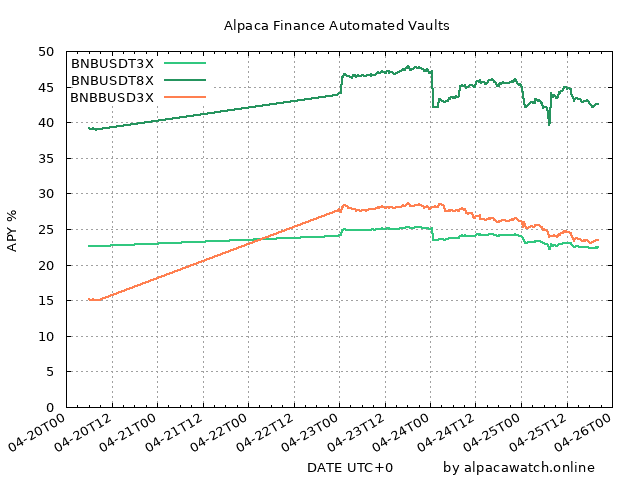 Alpaca Finance Automated Vaults
APY %
50
45
40
35
30
25
20
15
10
5
0
BNBUSDT3X
BNBUSDT8X
BNBBUSD3X
04-20T00
04-20T12
04-21T00
04-21T12
04-22T00
04-22T12
04-23T00
04-23T12
04-24T00
04-24T12
04-25T00
04-25T12
04-26T00
DATE UTC+0
by alpacawatch.online